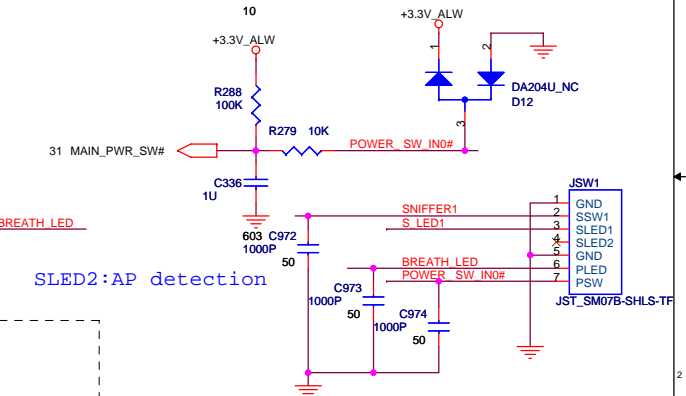 10
+3.3V_ALW
+3.3V_ALW
1
2
R288
100K
DA204U_NC
D12
3
R279 10K
POWER_SW_IN0#
31 MAIN_PWR_SW#
C336
1U
JSW1
SNIFFER1
1 GND
2 SSW1
S_LED1
3 SLED1
4 SLED2
5 GND
BREATH_LED
6 PLED
POWER_SW_IN0#
7 PSW
JST_SM07B-SHLS-TF
BREATH_LED
603
C972
1000P
50
SLED2:AP detection
C973
1000P
50
C974
1000P
50
2